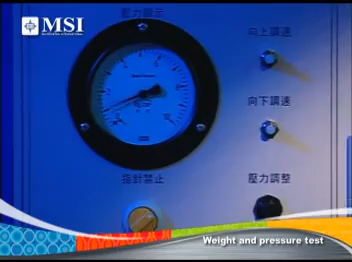 MSI
壓力顯示
向上調速
向下調速
指針禁止
壓力調整
Weight and pressure test